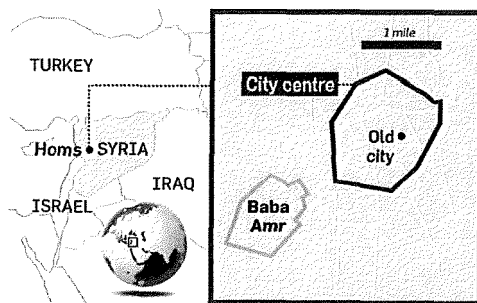 TURKEY
Homs
SYRIA
IRAQ
ISRAEL
1 mile
City centre
Old
city
Baba
Amr